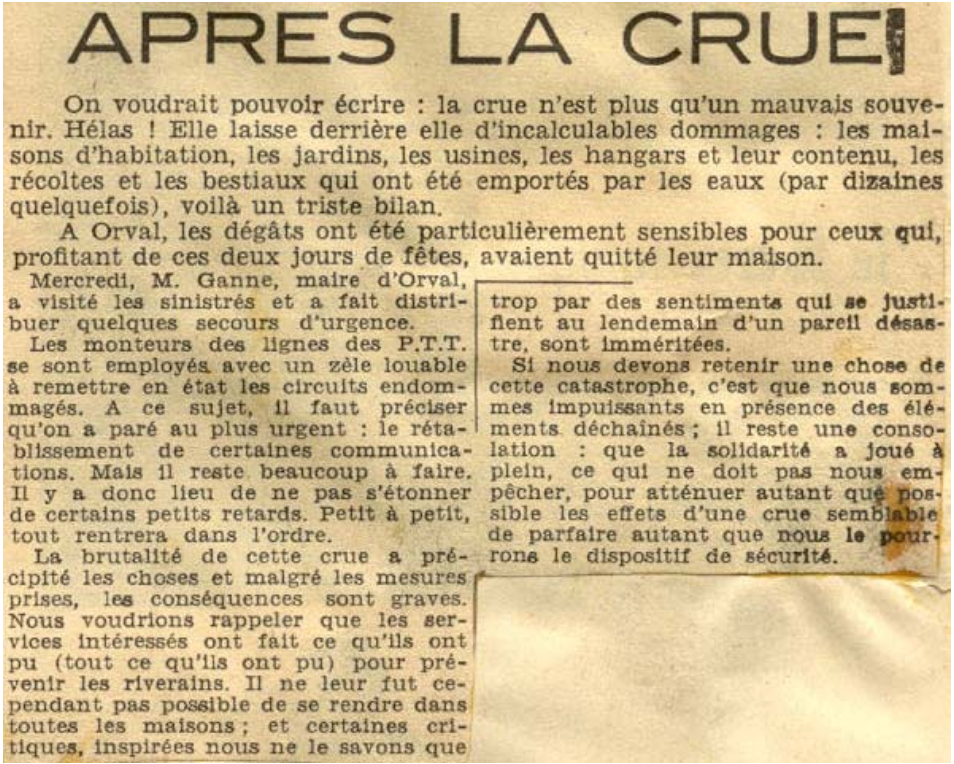 APRES LA CRUE
On voudrait pouvoir écrire : la crue n'est plus qu'un mauvais souve-
nir. Hélas ! Elle laisse derrière elle d'incalculables dommages : les mai-
sons d'habitation, les jardins, les usines, les hangars et leur contenu, les
récoltes et les bestiaux qui ont été emportés par les eaux (par dizaines
quelquefois), voilà un triste bilan.
A Orval, les dégâts ont été particulièrement sensibles pour ceux qui,
profitant de ces deux jours de fêtes, avaient quitté leur maison.
Mercredi, M. Ganne, maire d'Orval,
a visité les sinistrés et a fait distri-
buer quelques secours d'urgence.
Les monteurs des lignes des P.T.T.
se sont employés avec un zèle louable
à remettre en état les circuits endom-
magés. A ce sujet, il faut préciser
qu'on a paré au plus urgent : le réta-
blissement de certaines communica-
tions. Mais il reste beaucoup à faire.
Il y a donc lieu de ne pas s'étonner
de certains petits retards. Petit à petit,
tout rentrera dans l'ordre.
La brutalité de cette crue a pré-
cipité les choses et malgré les mesures
prises, les conséquences sont graves.
Nous voudrions rappeler que les ser-
vices intéressés ont fait ce qu'ils ont
pu (tout ce qu'ils ont pu) pour pré-
venir les riverains. Il ne leur fut ce-
pendant pas possible de se rendre dans
toutes les maisons ; et certaines cri-
tiques, inspirées nous ne le savons que
trop par des sentiments qui se justi-
fient au lendemain d'un pareil désas-
tre, sont imméritées.
Si nous devons retenir une chose de
cette catastrophe, c'est que nous som-
mes impuissants en présence des élé-
ments déchaînés ; il reste une conso-
lation : que la solidarité a joué à
plein, ce qui ne doit pas nous em-
pêcher, pour atténuer autant que pos-
sible les effets d'une crue semblable
de parfaire autant que nous le pour-
rons le dispositif de sécurité.